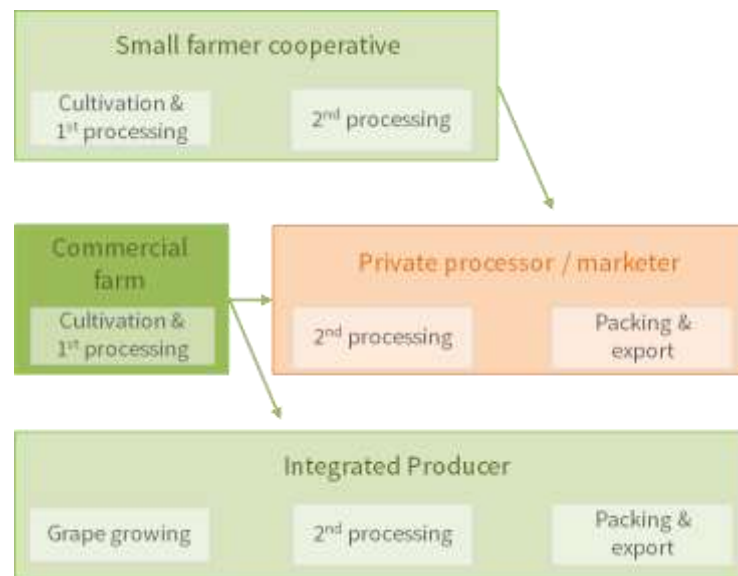 Small farmer cooperative
Cultivation &
1st processing
2nd processing
Commercial
farm
Cultivation &
1st processing
Private processor / marketer
2nd processing
Packing &
export
Integrated Producer
Grape growing
2nd processing
Packing &
export